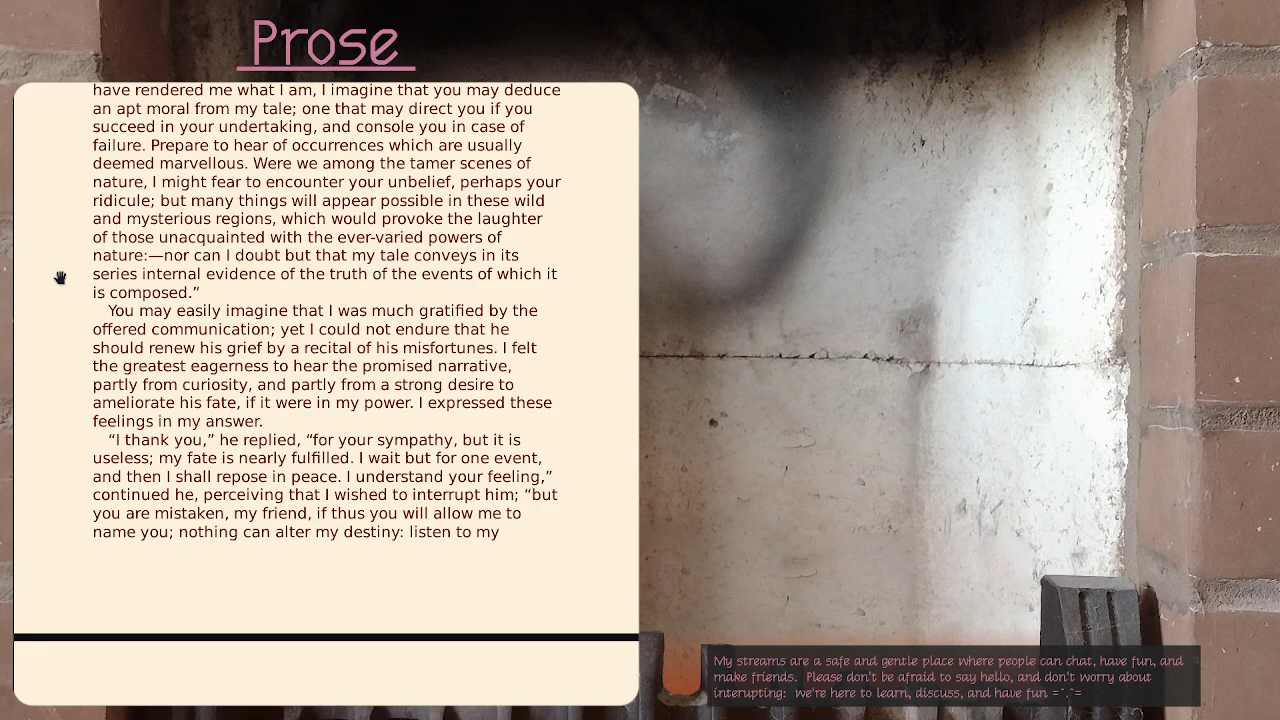 Prose
have rendered me what I am, I imagine that you may deduce
an apt moral from my tale; one that may direct you if you
succeed in your undertaking, and console you in case of
failure. Prepare to hear of occurrences which are usually
deemed marvellous. Were we among the tamer scenes of
nature, I might fear to encounter your unbelief, perhaps your
ridicule; but many things will appear possible in these wild
and mysterious regions, which would provoke the laughter
of those unacquainted with the ever-varied powers of
nature:—nor can I doubt but that my tale conveys in its
series internal evidence of the truth of the events of which it
is composed.”
You may easily imagine that I was much gratified by the
offered communication; yet I could not endure that he
should renew his grief by a recital of his misfortunes. I felt
the greatest eagerness to hear the promised narrative,
partly from curiosity, and partly from a strong desire to
ameliorate his fate, if it were in my power. I expressed these
feelings in my answer.
“I thank you,” he replied, “for your sympathy, but it is
useless; my fate is nearly fulfilled. I wait but for one event,
and then I shall repose in peace. I understand your feeling,”
continued he, perceiving that I wished to interrupt him; “but
you are mistaken, my friend, if thus you will allow me to
name you; nothing can alter my destiny: listen to my
My streams are a safe and gentle place where people can chat, have fun, and
make friends.  Please don't be afraid to say hello, and don't worry about
interupting:  we're here to learn, discuss, and have fun =^.^=